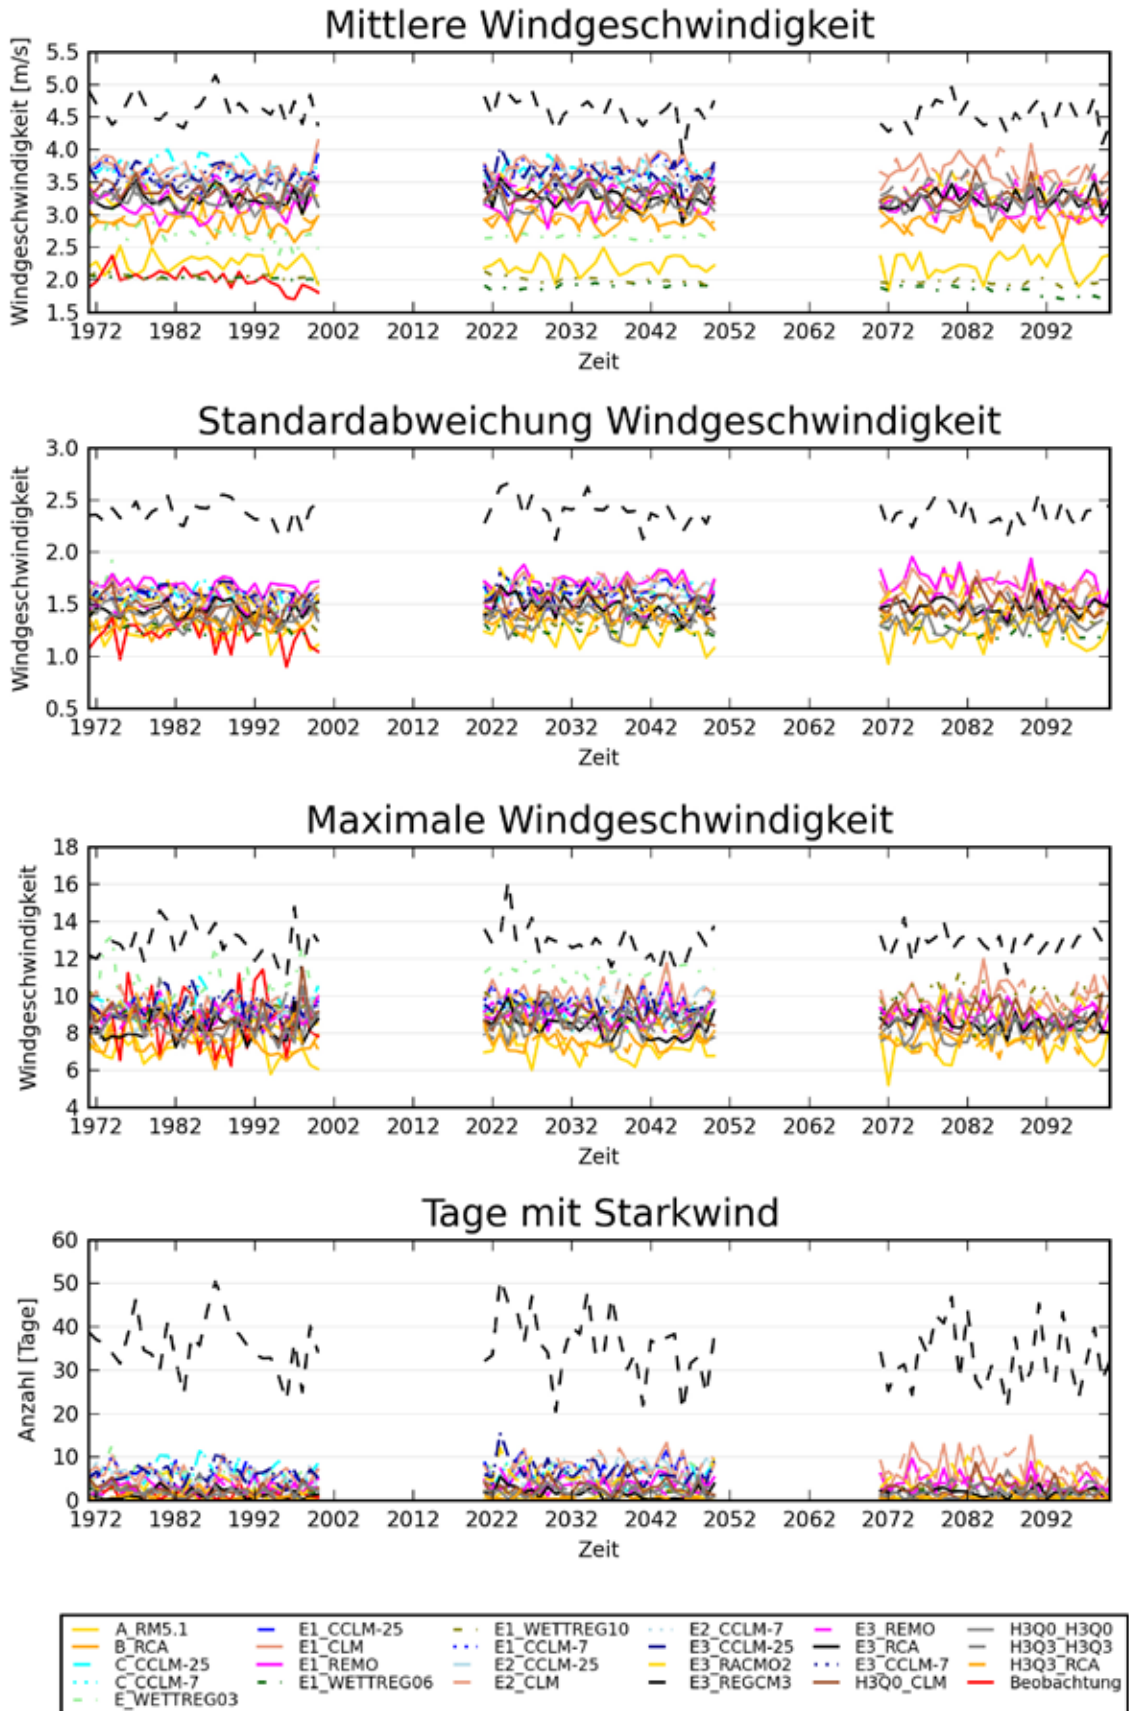 Mittlere Windgeschwindigkeit
Windgeschwindigkeit [m/s]
5.5
5.0
4.5
4.0
3.5
3.0
2.5
2.0
1.5
1972 1982 1992 2002 2012 2022 2032 2042 2052 2062 2072 2082 2092
Zeit
Standardabweichung Windgeschwindigkeit
Windgeschwindigkeit
3.0
2.5
2.0
1.5
1.0
0.5
1972 1982 1992 2002 2012 2022 2032 2042 2052 2062 2072 2082 2092
Zeit
Maximale Windgeschwindigkeit
Windgeschwindigkeit
18
16
14
12
10
8
6
4
1972 1982 1992 2002 2012 2022 2032 2042 2052 2062 2072 2082 2092
Zeit
Tage mit Starkwind
Anzahl [Tage]
60
50
40
30
20
10
0
1972 1982 1992 2002 2012 2022 2032 2042 2052 2062 2072 2082 2092
Zeit
A_RM5.1 E1_CCLM-25 E1_WETTREG10 E2_CCLM-7 E3_REMO H3Q0_H3Q0
B_RCA E1_CLM E1_CCLM-7 E3_CCLM-25 E3_RCA H3Q3_H3Q3
C_CCLM-25 E1_REMO E2_CCLM-25 E3_RACMO2 E3_CCLM-7 H3Q3_RCA
C_CCLM-7 E1_WETTREG06 E2_CLM E3_REGCM3 H3Q0_CLM Beobachtung
E_WETTREG03